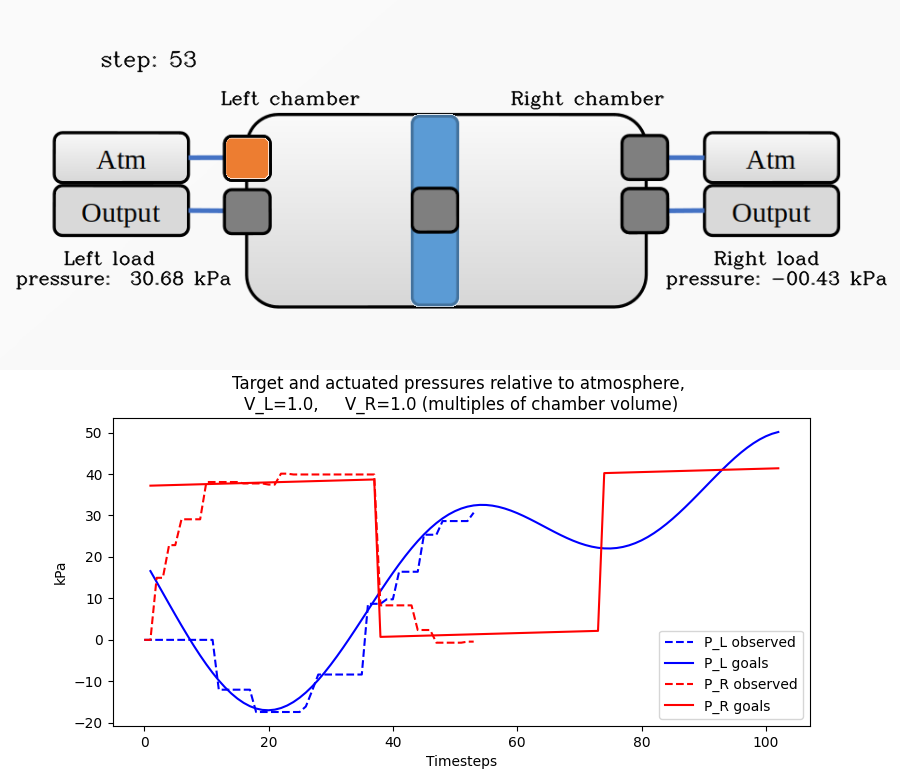 step: 53
Left chamber
Right chamber
Atm
Atm
Output
Output
Left load
pressure:  30.68 kPa
Right load
pressure: −00.43 kPa
Target and actuated pressures relative to atmosphere,
V_L=1.0,     V_R=1.0 (multiples of chamber volume)
50
40
30
20
10
0
−10
−20
kPa
P_L observed
P_L goals
P_R observed
P_R goals
0 20 40 60 80 100
Timesteps